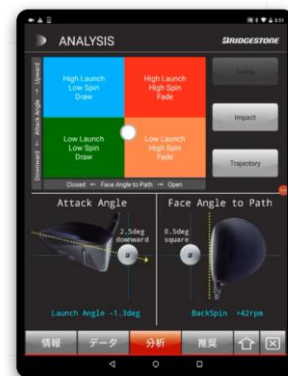 ANALYSIS
BRIDGESTONE
Downward ← Attack Angle → Upward
High Launch
Low Spin
Draw
High Launch
High Spin
Fade
Low Launch
Low Spin
Draw
Low Launch
High Spin
Fade
Closed ← Face Angle to Path → Open
Swing
Impact
Trajectory
Attack Angle
2.5deg
downward
Launch Angle -1.3deg
Face Angle to Path
0.5deg
square
BackSpin +42rpm
情報
データ
分析
推奨